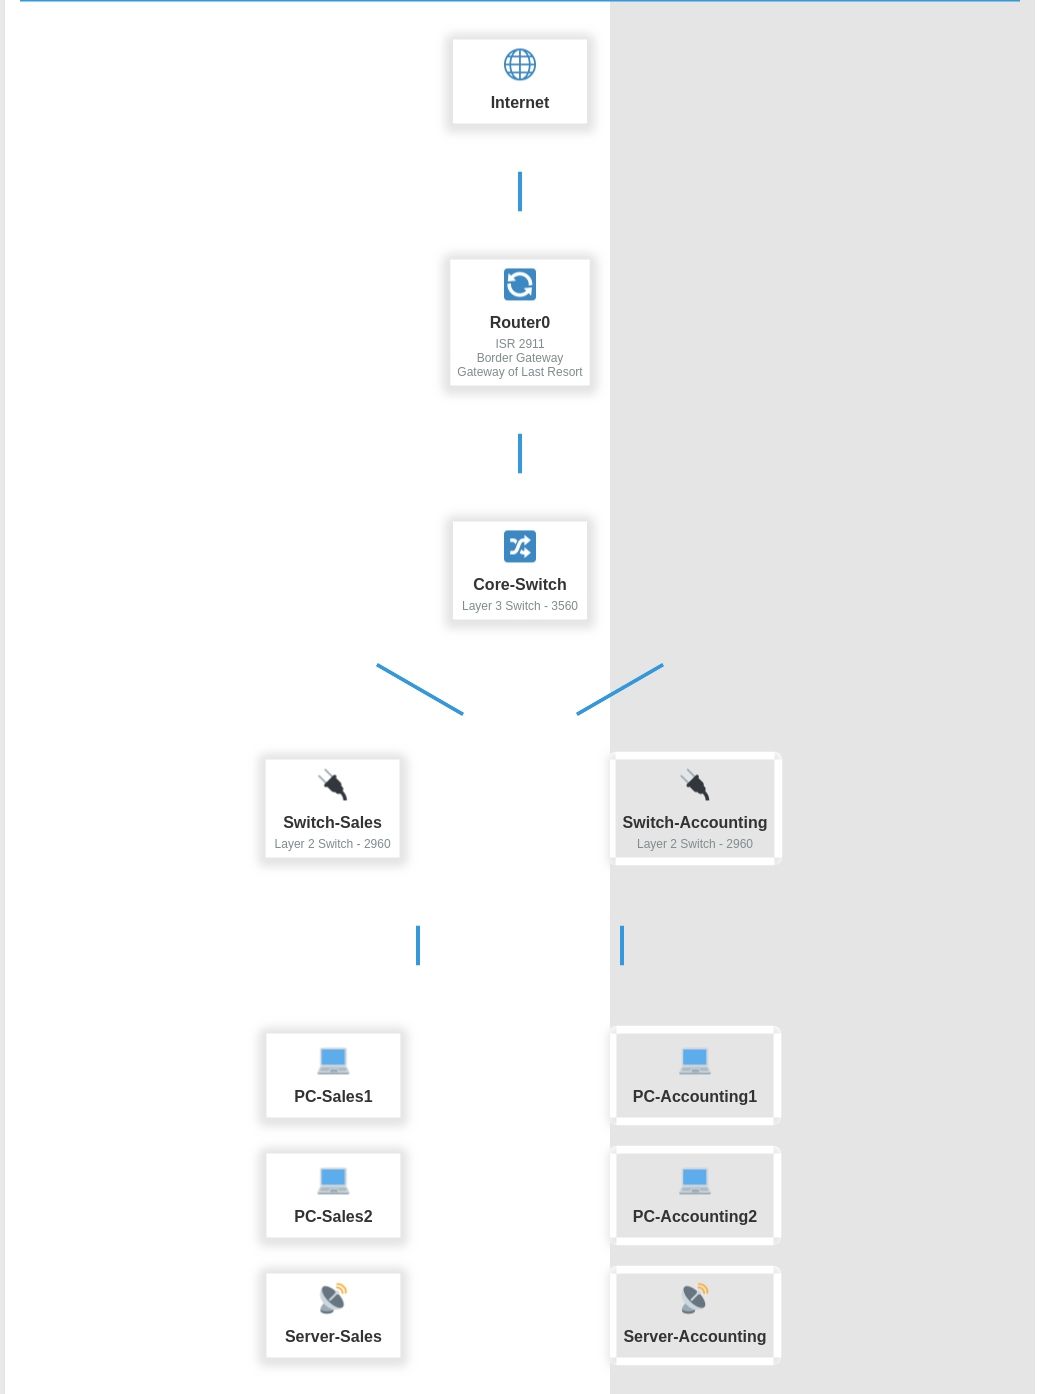 Internet
Router0
ISR 2911
Border Gateway
Gateway of Last Resort
Core-Switch
Layer 3 Switch - 3560
Switch-Sales
Layer 2 Switch - 2960
Switch-Accounting
Layer 2 Switch - 2960
PC-Sales1
PC-Accounting1
PC-Sales2
PC-Accounting2
Server-Sales
Server-Accounting